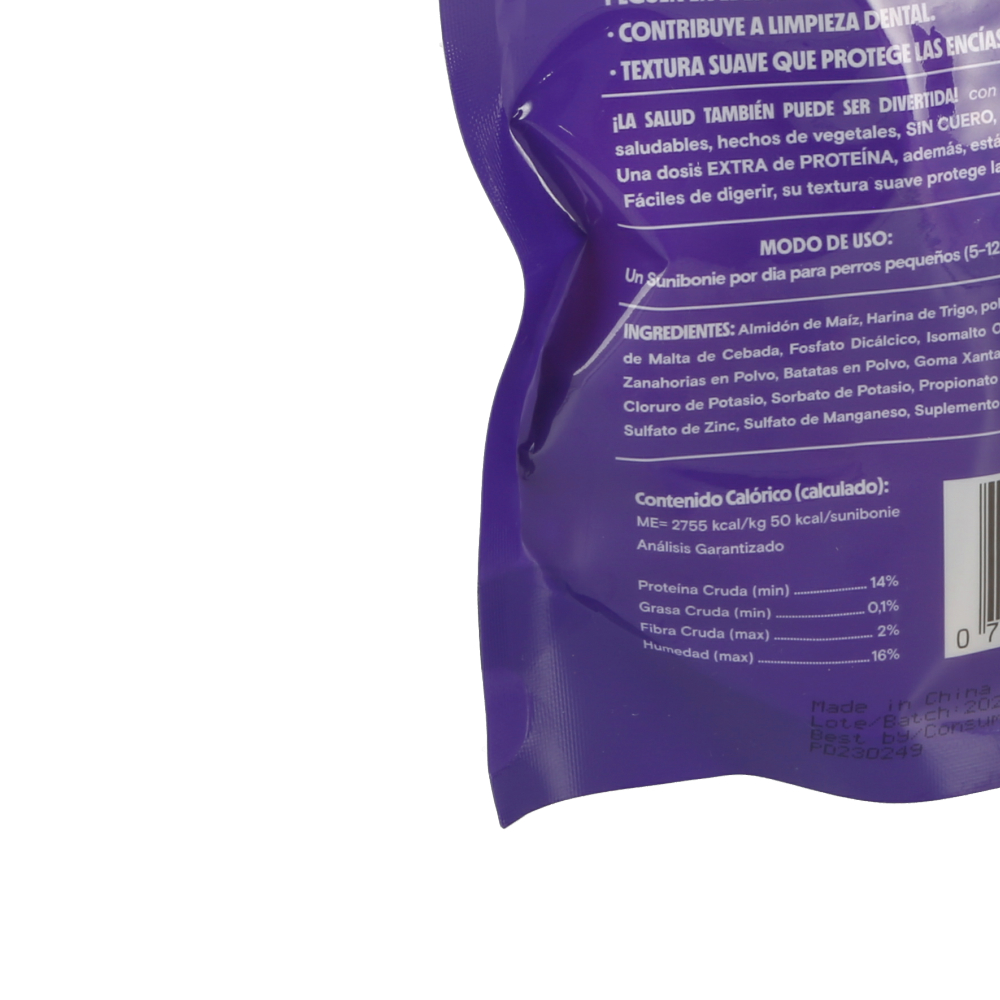 · CONTRIBUYE A LIMPIEZA DENTAL.
· TEXTURA SUAVE QUE PROTEGE LAS ENCÍAS
¡LA SALUD TAMBIÉN PUEDE SER DIVERTIDA! con
saludables, hechos de vegetales, SIN CUERO,
Una dosis EXTRA de PROTEÍNA, además, está
Fáciles de digerir, su textura suave protege
MODO DE USO:
Un Sunibonie por dia para perros pequeños (5-12
INGREDIENTES: Almidón de Maíz, Harina de Trigo,
de Malta de Cebada, Fosfato Dicálcico, Isomalto
Zanahorias en Polvo, Batatas en Polvo, Goma Xanta
Cloruro de Potasio, Sorbato de Potasio, Propionato
Sulfato de Zinc, Sulfato de Manganeso, Suplemento
Contenido Calórico (calculado):
ME= 2755 kcal/kg 50 kcal/sunibonie
Análisis Garantizado
Proteína Cruda (min) 14%
Grasa Cruda (min) 0,1%
Fibra Cruda (max) 2%
Humedad (max) 16%
0 7
Made in China
Lote/Batch:202
Best by/Consum
PD230249